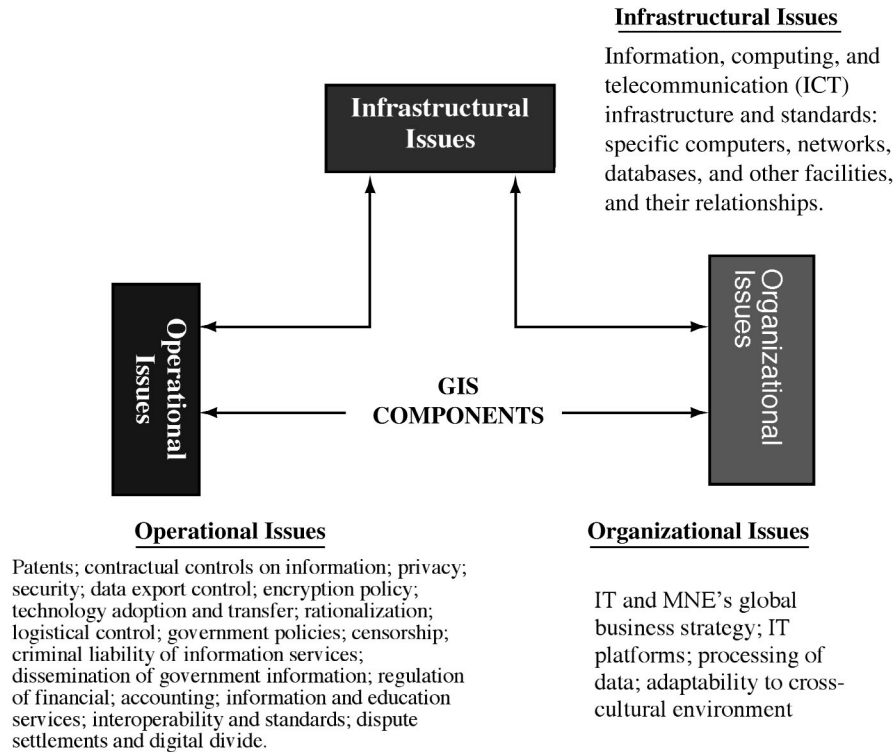 Infrastructural Issues
Information, computing, and
telecommunication (ICT)
infrastructure and standards:
specific computers, networks,
databases, and other facilities,
and their relationships.
Infrastructural
Issues
Operational
Issues
Organizational
Issues
GIS
COMPONENTS
Operational Issues
Patents; contractual controls on information; privacy;
security; data export control; encryption policy;
technology adoption and transfer; rationalization;
logistical control; government policies; censorship;
criminal liability of information services;
dissemination of government information; regulation
of financial; accounting; information and education
services; interoperability and standards; dispute
settlements and digital divide.
Organizational Issues
IT and MNE's global
business strategy; IT
platforms; processing of
data; adaptability to cross-
cultural environment